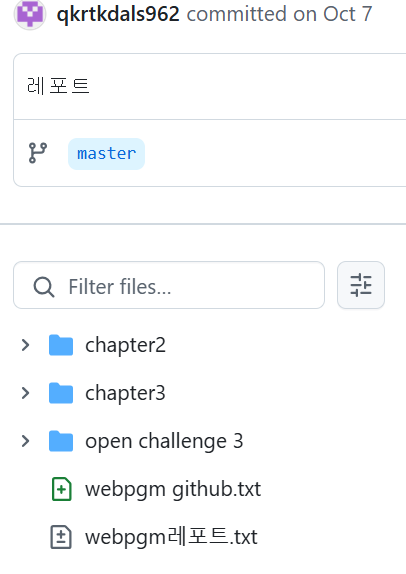 qkrtkdals962 committed on Oct 7
레포트
master
Filter files...
chapter2
chapter3
open challenge 3
webpgm github.txt
webpgm레포트.txt